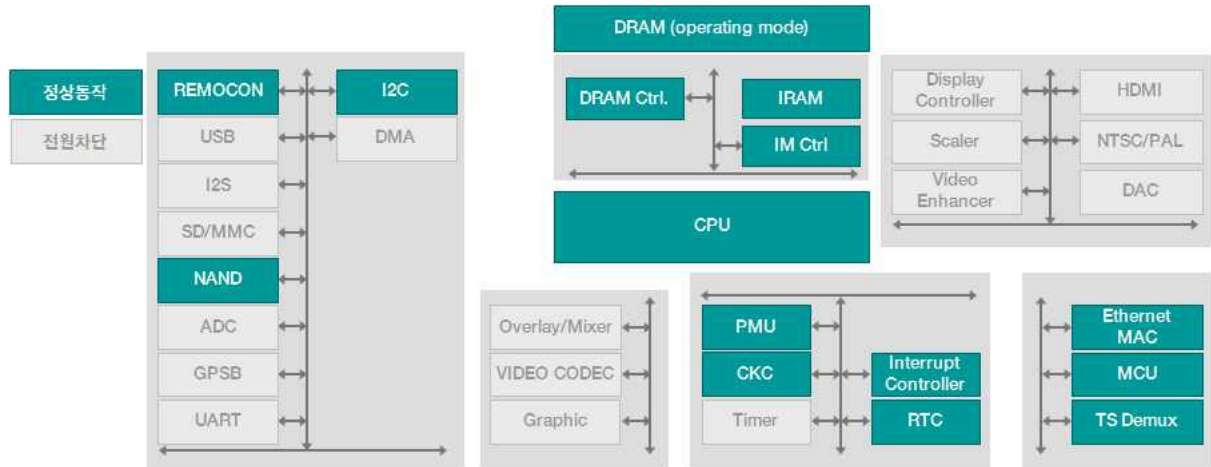 정상동작
전원차단
REMOCON
I2C
USB
DMA
I2S
SD/MMC
NAND
ADC
GPSB
UART
DRAM (operating mode)
DRAM Ctrl.
IRAM
IM Ctrl
CPU
Display
Controller
HDMI
Scaler
NTSC/PAL
Video
Enhancer
DAC
Overlay/Mixer
VIDEO CODEC
Graphic
PMU
CKC
Interrupt
Controller
Timer
RTC
Ethernet
MAC
MCU
TS Demux